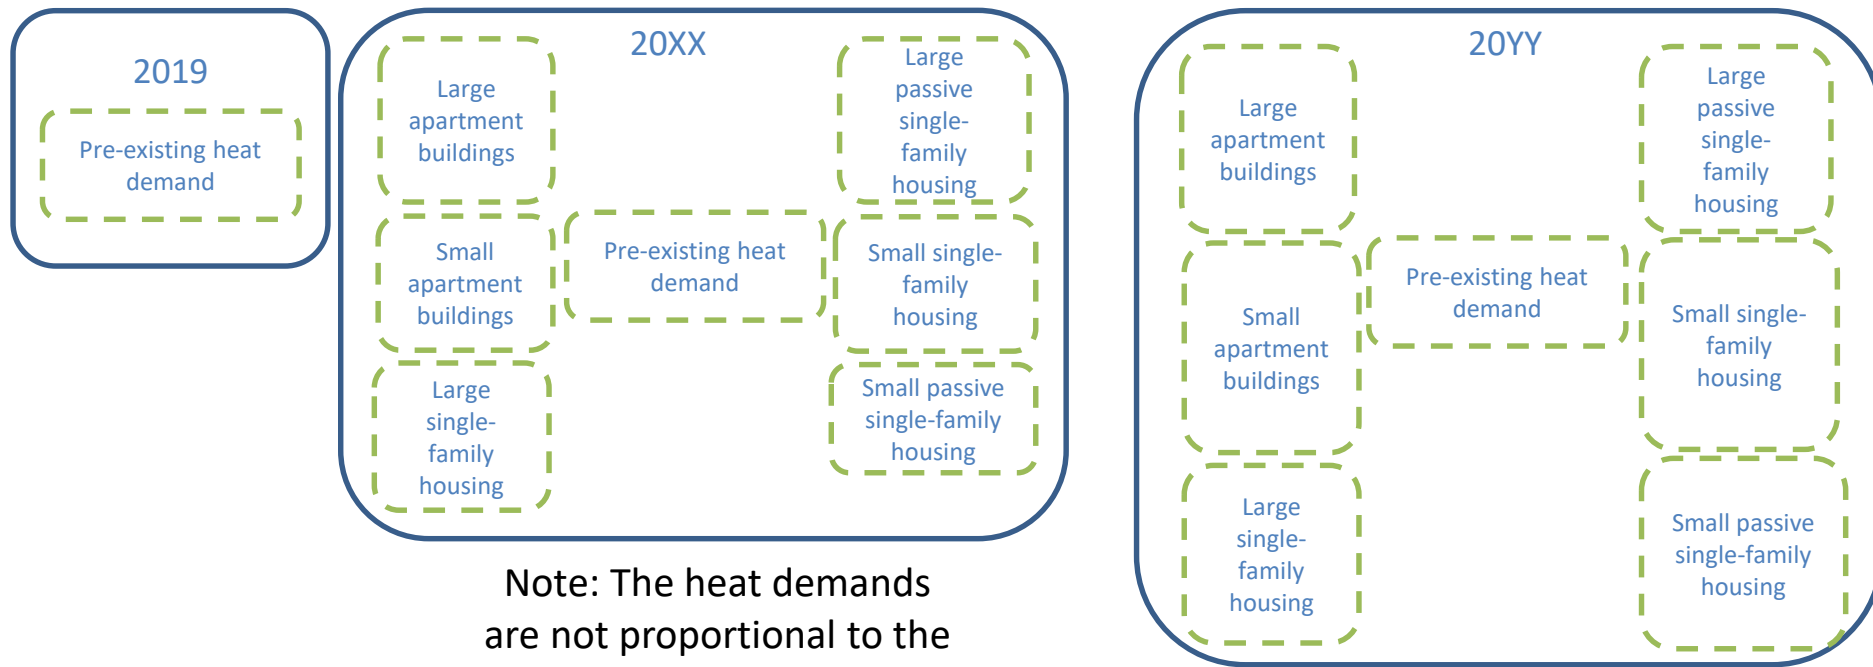 2019
Pre-existing heat
demand
20XX
Large
apartment
buildings
Small
apartment
buildings
Large
single-
family
housing
Pre-existing heat
demand
Large
passive
single-
family
housing
Small single-
family
housing
Small passive
single-family
housing
Note: The heat demands
are not proportional to the
20YY
Large
apartment
buildings
Small
apartment
buildings
Large
single-
family
housing
Pre-existing heat
demand
Large
passive
single-
family
housing
Small single-
family
housing
Small passive
single-family
housing